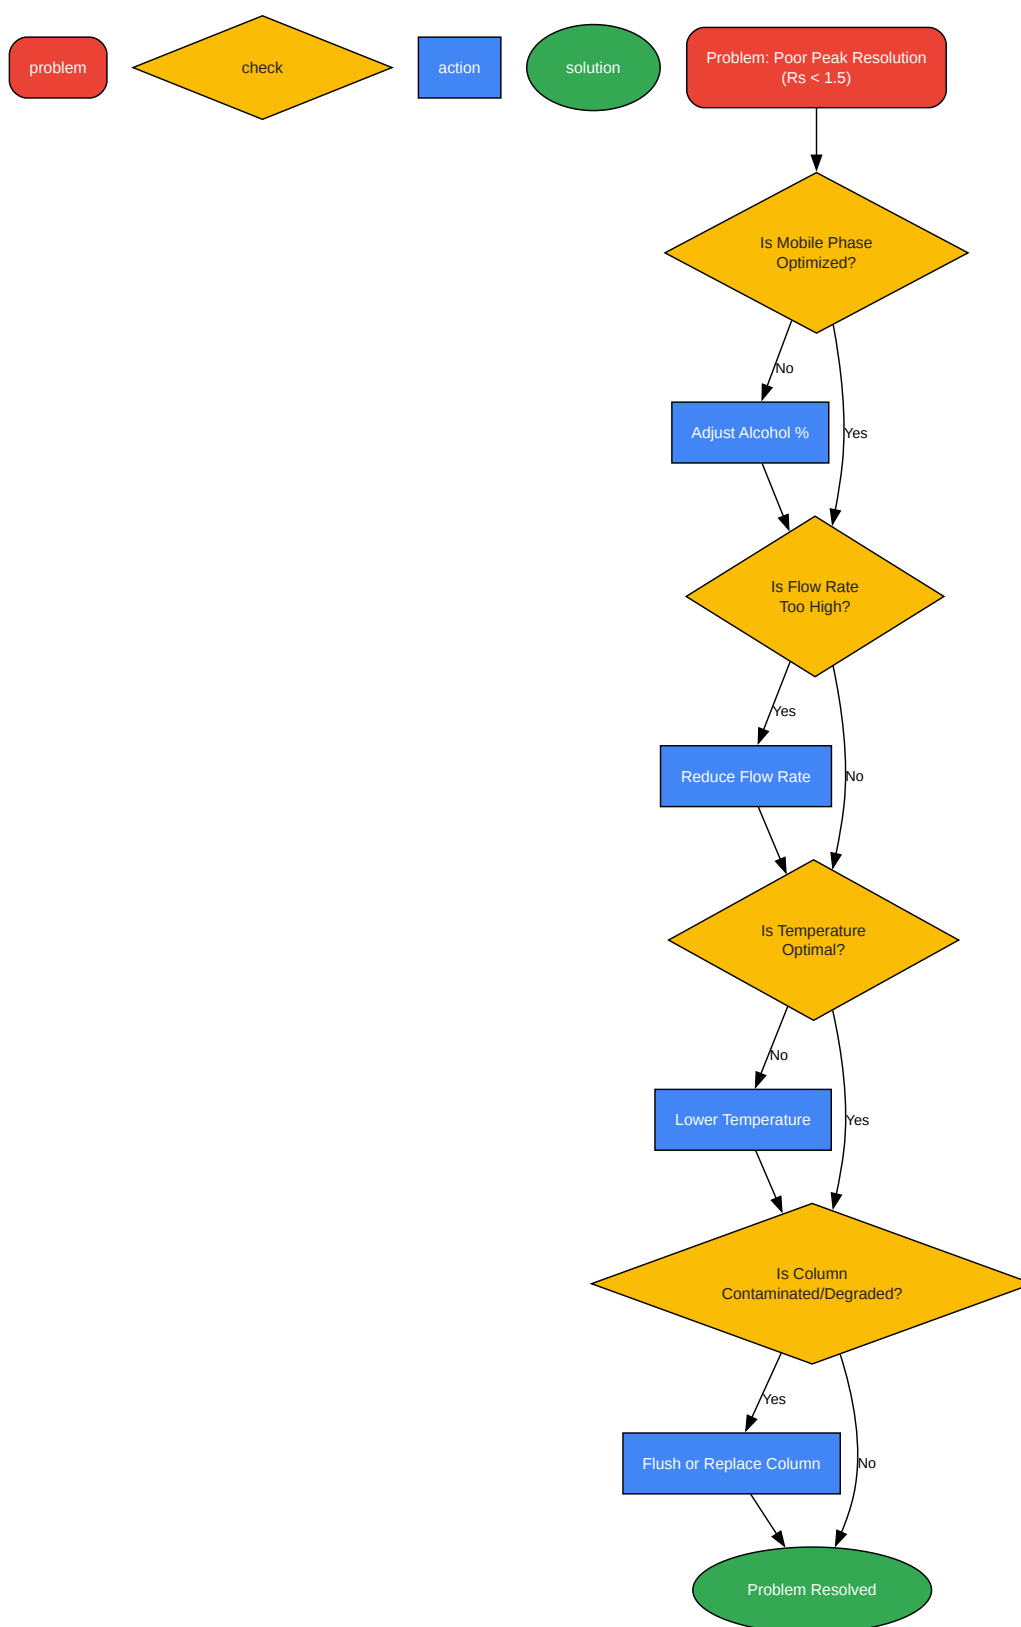 problem
check
action
solution
Problem: Poor Peak Resolution
(Rs < 1.5)
Is Mobile Phase
Optimized?
No
Adjust Alcohol %
Yes
Is Flow Rate
Too High?
Yes
Reduce Flow Rate
No
Is Temperature
Optimal?
No
Lower Temperature
Yes
Is Column
Contaminated/Degraded?
Yes
Flush or Replace Column
No
Problem Resolved